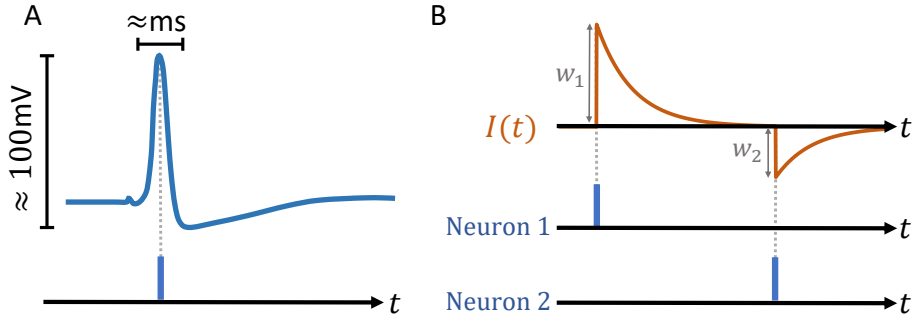 A
≈ms
≈ 100mV
t
B
w₁
I(t)
t
w₂
Neuron 1
t
Neuron 2
t